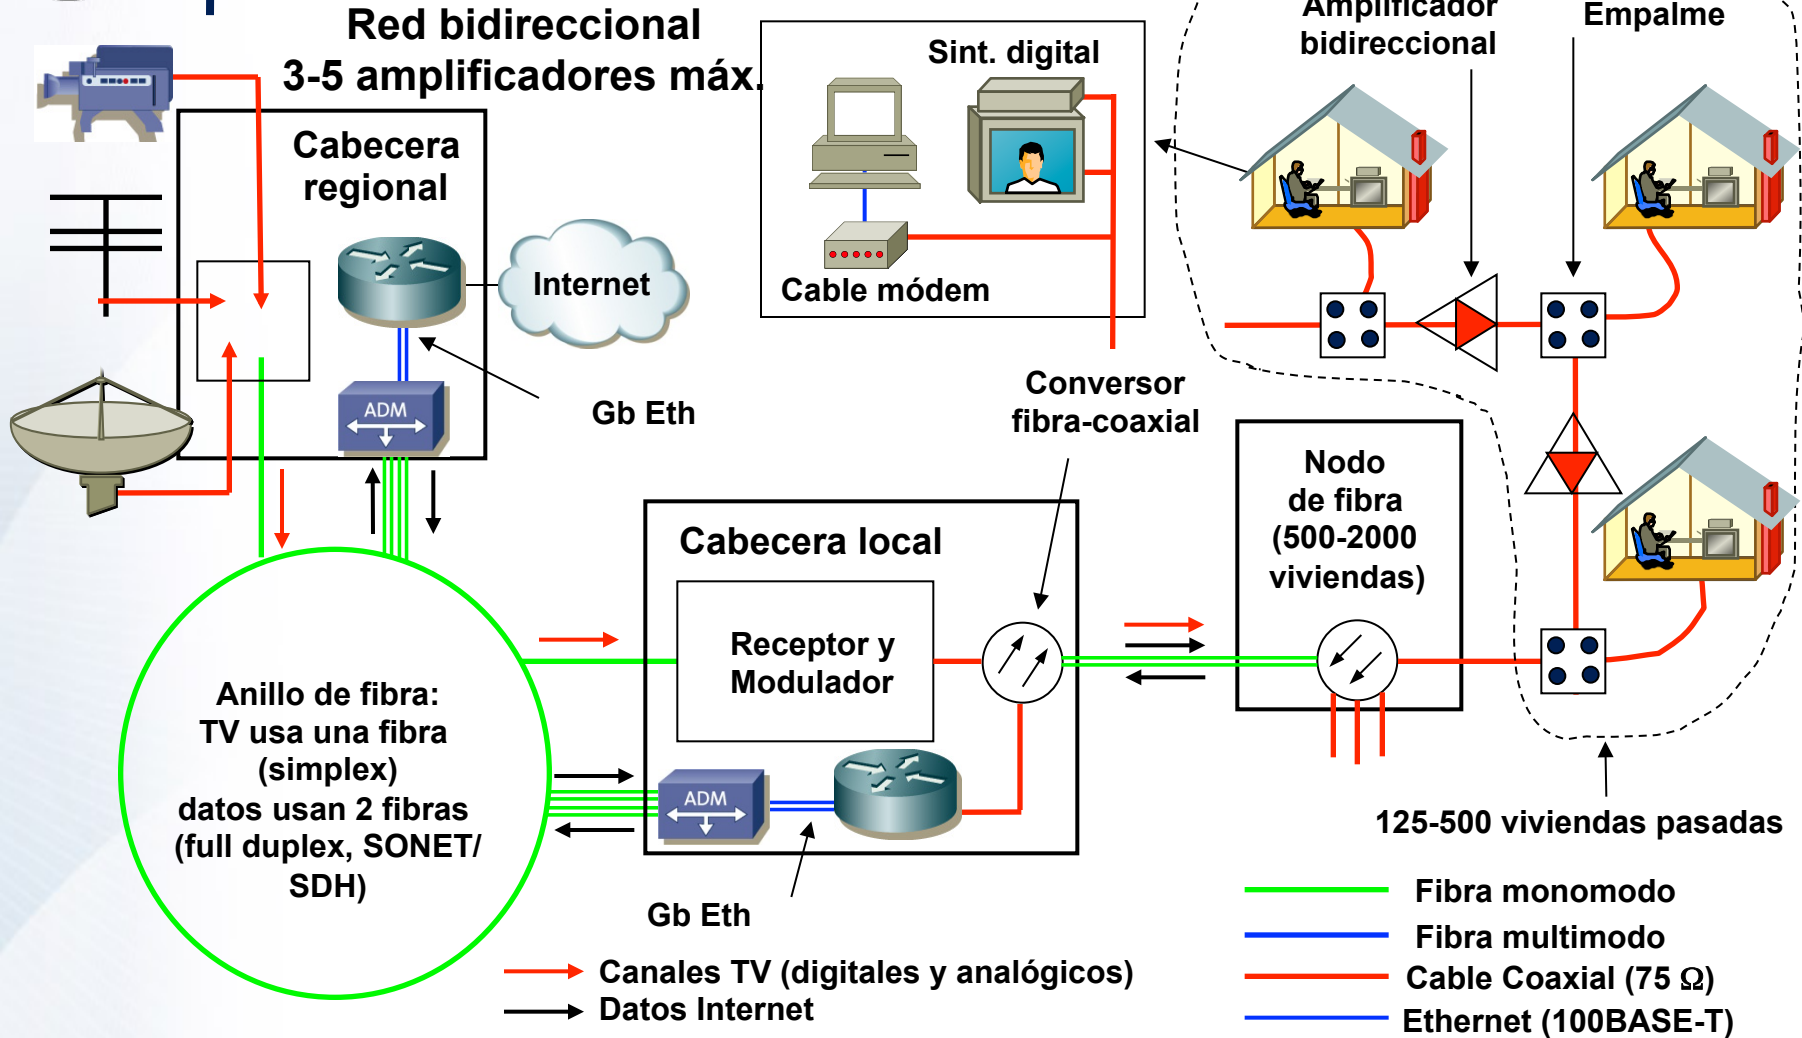 Red bidireccional
3-5 amplificadores máx.
Cabecera
regional
Internet
ADM
Gb Eth
Sint. digital
Cable módem
Amplificador
bidireccional
Empalme
Conversor
fibra-coaxial
Nodo
de fibra
(500-2000
viviendas)
Cabecera local
Receptor y
Modulador
ADM
Gb Eth
Anillo de fibra:
TV usa una fibra
(simplex)
datos usan 2 fibras
(full duplex, SONET/
SDH)
125-500 viviendas pasadas
Canales TV (digitales y analógicos)
Datos Internet
Fibra monomodo
Fibra multimodo
Cable Coaxial (75 Ω)
Ethernet (100BASE-T)